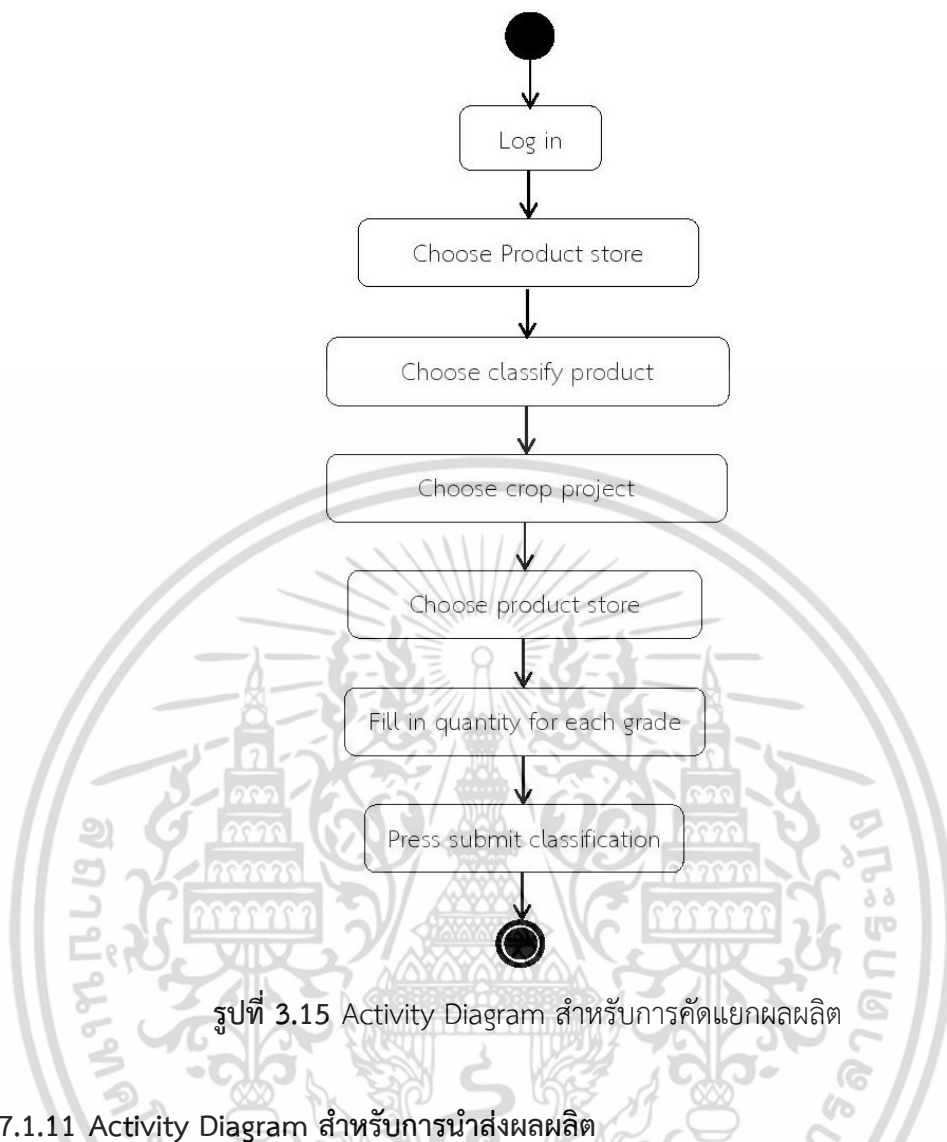 Log in
Choose Product store
Choose classify product
Choose crop project
Choose product store
Fill in quantity for each grade
Press submit classification
รูปที่ 3.15 Activity Diagram สำหรับการคัดแยกผลผลิต
7.1.11 Activity Diagram สำหรับการนำส่งผลผลิต